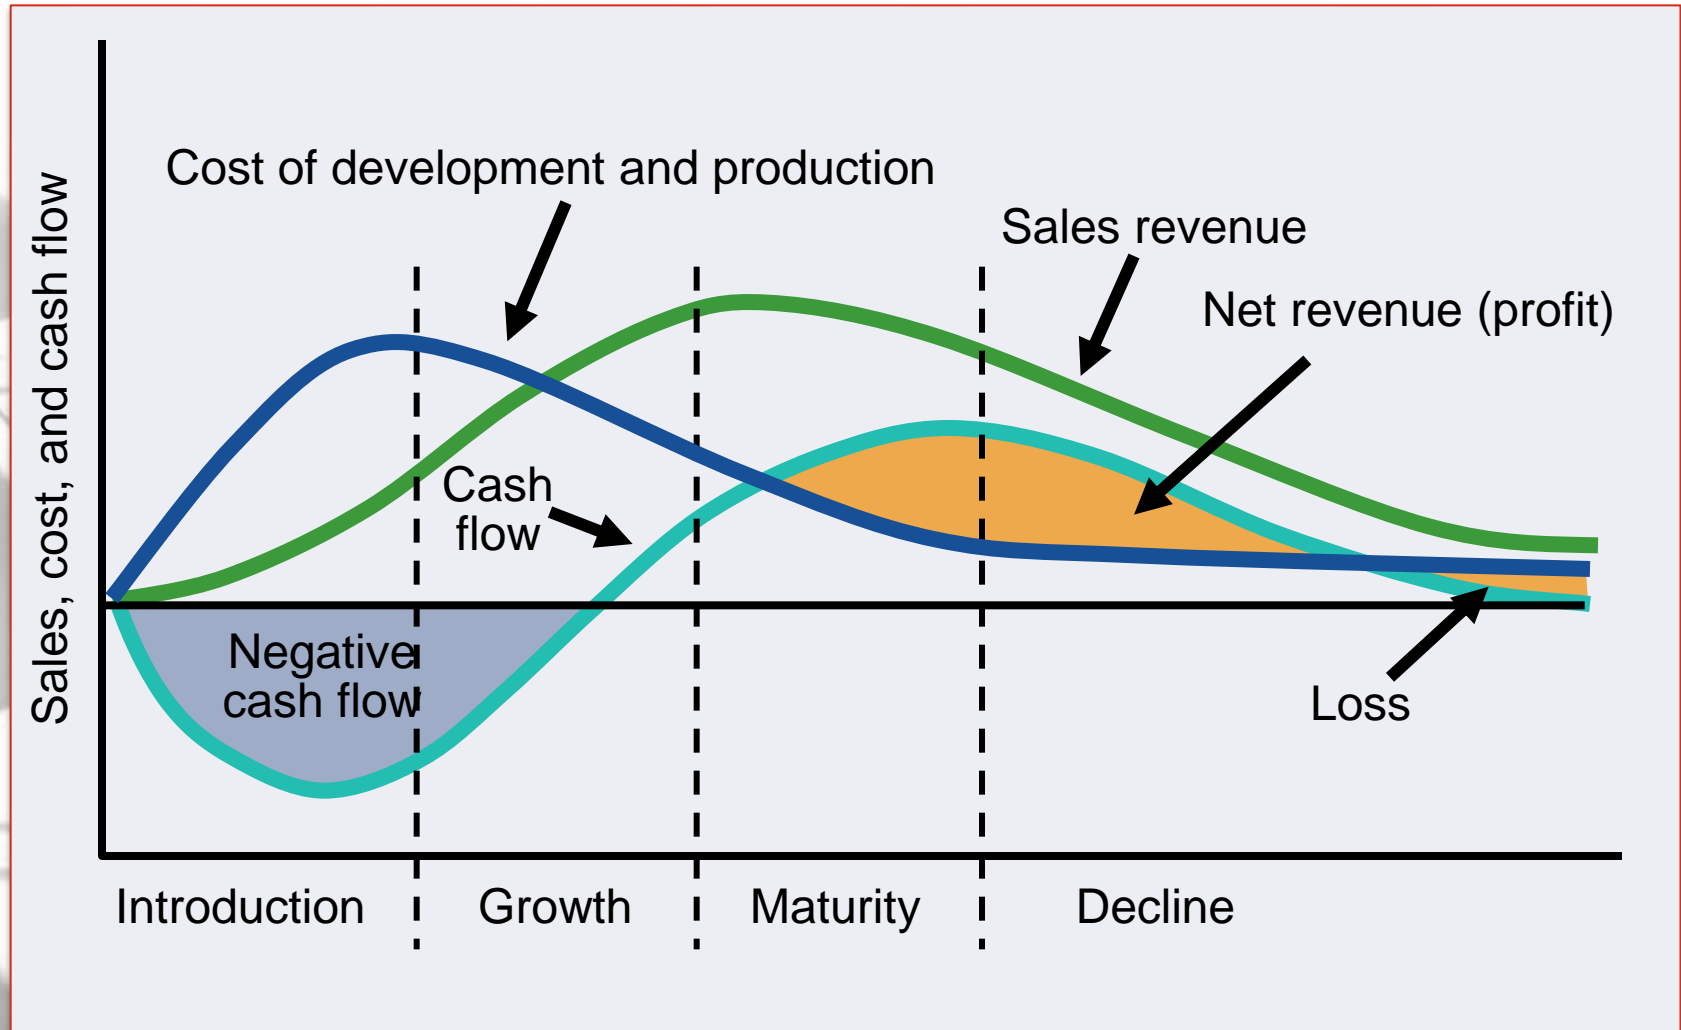 Sales, cost, and cash flow
Cost of development and production
Sales revenue
Net revenue (profit)
Cash
flow
Negative
cash flow
Loss
Introduction
Growth
Maturity
Decline